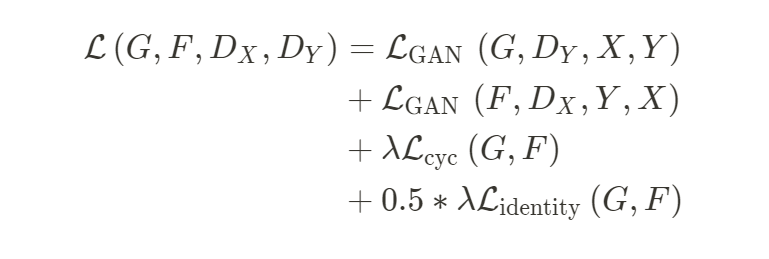 ℒ(G, F, D_X, D_Y) = ℒ_GAN (G, D_Y, X, Y)
+ ℒ_GAN (F, D_X, Y, X)
+ λℒ_cyc (G, F)
+ 0.5 * λℒ_identity (G, F)